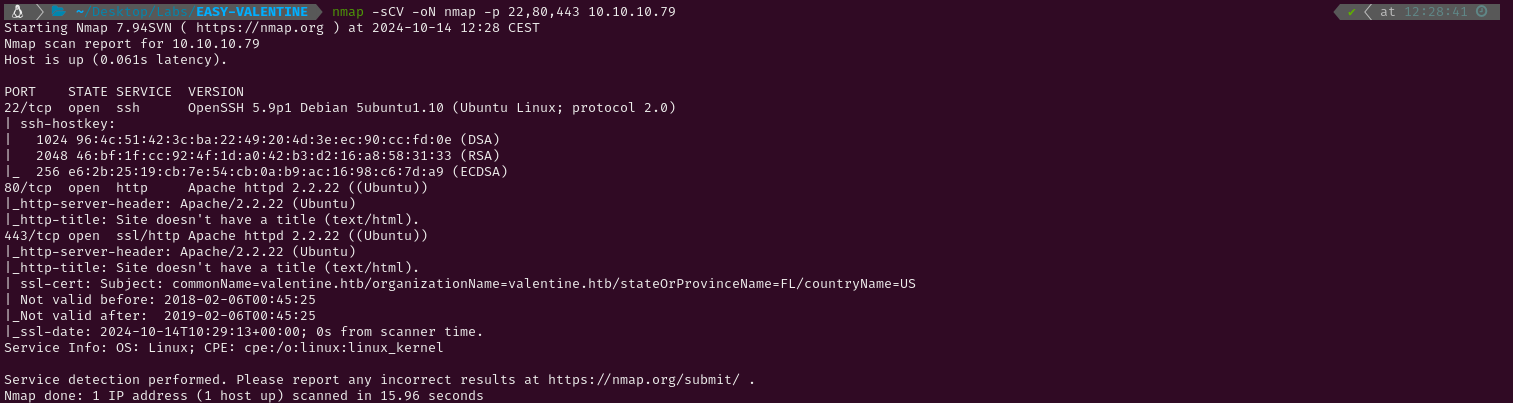 ~/Desktop/Labs/EASY-VALENTINE nmap -sCV -oN nmap -p 22,80,443 10.10.10.79 ✔ at 12:28:41
Starting Nmap 7.94SVN ( https://nmap.org ) at 2024-10-14 12:28 CEST
Nmap scan report for 10.10.10.79
Host is up (0.061s latency).

PORT    STATE SERVICE  VERSION
22/tcp  open  ssh      OpenSSH 5.9p1 Debian 5ubuntu1.10 (Ubuntu Linux; protocol 2.0)
| ssh-hostkey:
|   1024 96:4c:51:42:3c:ba:22:49:20:4d:3e:ec:90:cc:fd:0e (DSA)
|   2048 46:bf:1f:cc:92:4f:1d:a0:42:b3:d2:16:a8:58:31:33 (RSA)
|_  256 e6:2b:25:19:cb:7e:54:cb:0a:b9:ac:16:98:c6:7d:a9 (ECDSA)
80/tcp  open  http     Apache httpd 2.2.22 ((Ubuntu))
|_http-server-header: Apache/2.2.22 (Ubuntu)
|_http-title: Site doesn't have a title (text/html).
443/tcp open  ssl/http Apache httpd 2.2.22 ((Ubuntu))
|_http-server-header: Apache/2.2.22 (Ubuntu)
|_http-title: Site doesn't have a title (text/html).
| ssl-cert: Subject: commonName=valentine.htb/organizationName=valentine.htb/stateOrProvinceName=FL/countryName=US
| Not valid before: 2018-02-06T00:45:25
|_Not valid after:  2019-02-06T00:45:25
|_ssl-date: 2024-10-14T10:29:13+00:00; 0s from scanner time.
Service Info: OS: Linux; CPE: cpe:/o:linux:linux_kernel

Service detection performed. Please report any incorrect results at https://nmap.org/submit/ .
Nmap done: 1 IP address (1 host up) scanned in 15.96 seconds